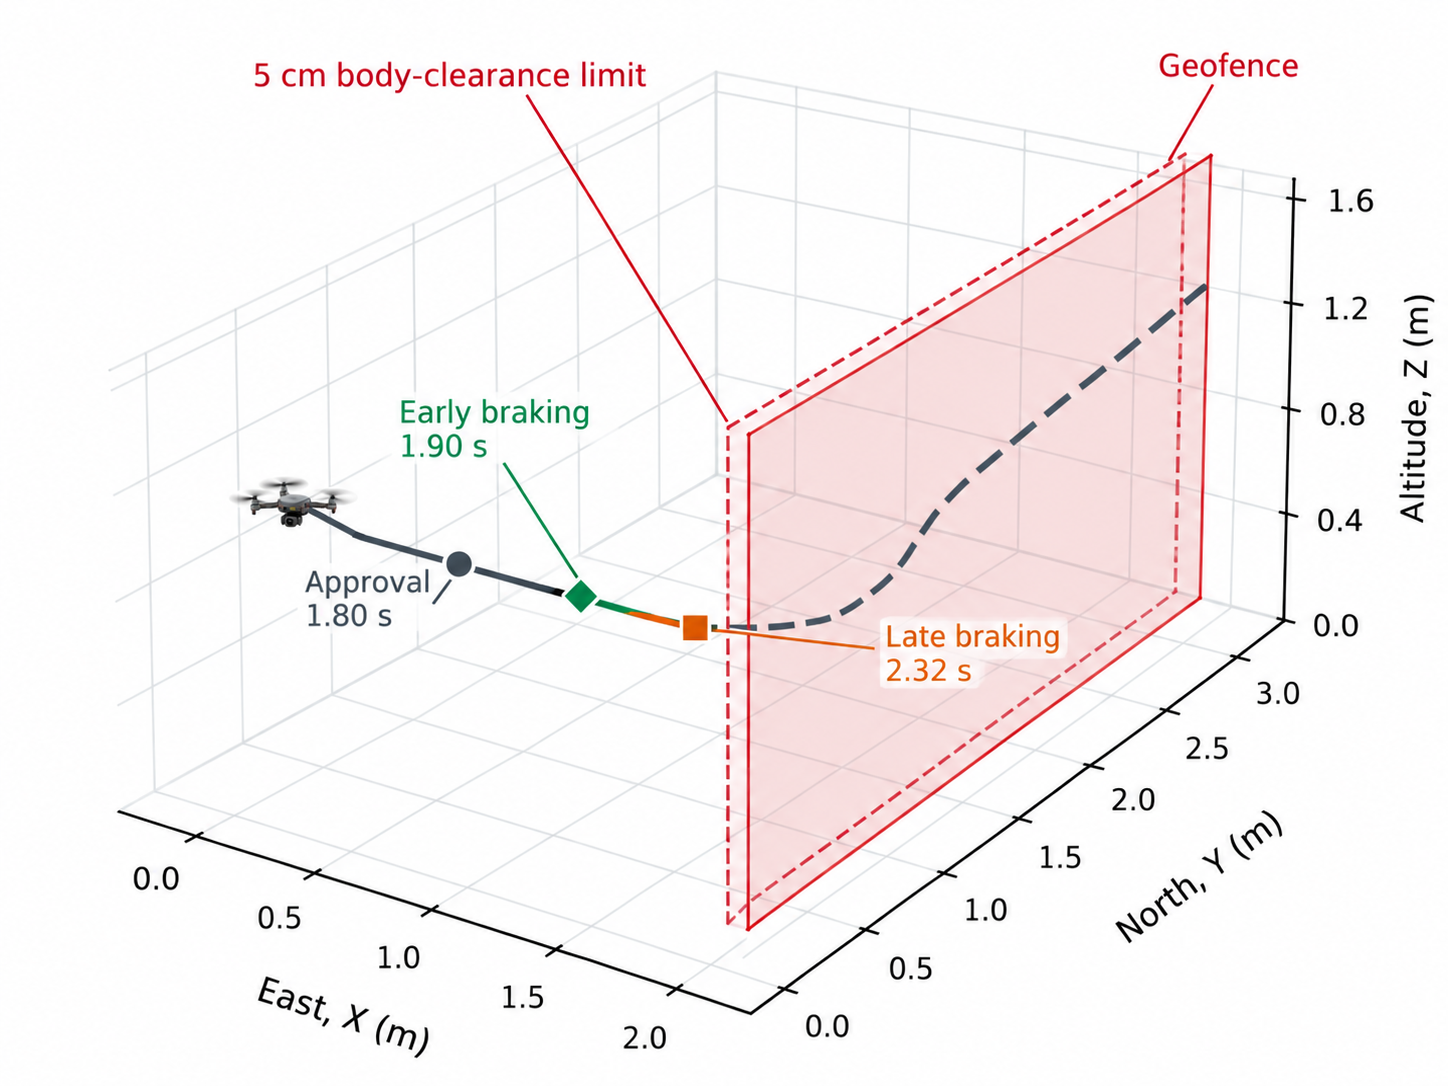 5 cm body-clearance limit
Geofence
Early braking
1.90 s
Approval
1.80 s
Late braking
2.32 s
1.6
1.2
0.8
0.4
0.0
Altitude, Z (m)
3.0
2.5
2.0
1.5
1.0
0.5
0.0
North, Y (m)
0.0
0.5
1.0
1.5
2.0
East, X (m)